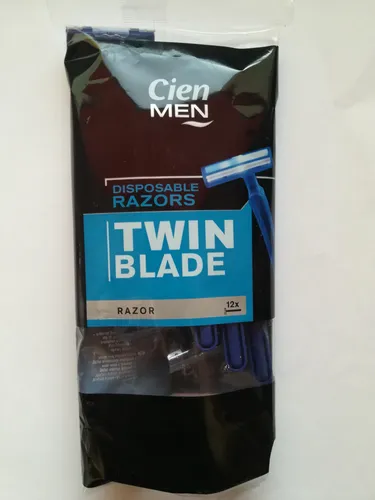 Cien
MEN
DISPOSABLE
RAZORS
TWIN
BLADE
RAZOR
12x